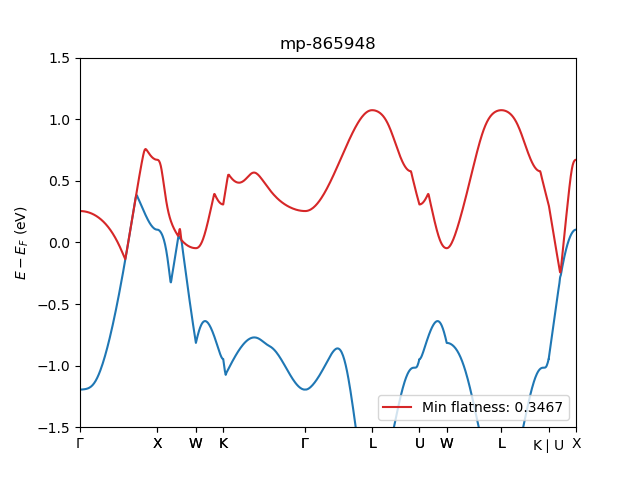 mp-865948
E − E_F (eV)
1.5
1.0
0.5
0.0
−0.5
−1.0
−1.5
Min flatness: 0.3467
Γ X W K Γ L U W L K | U X